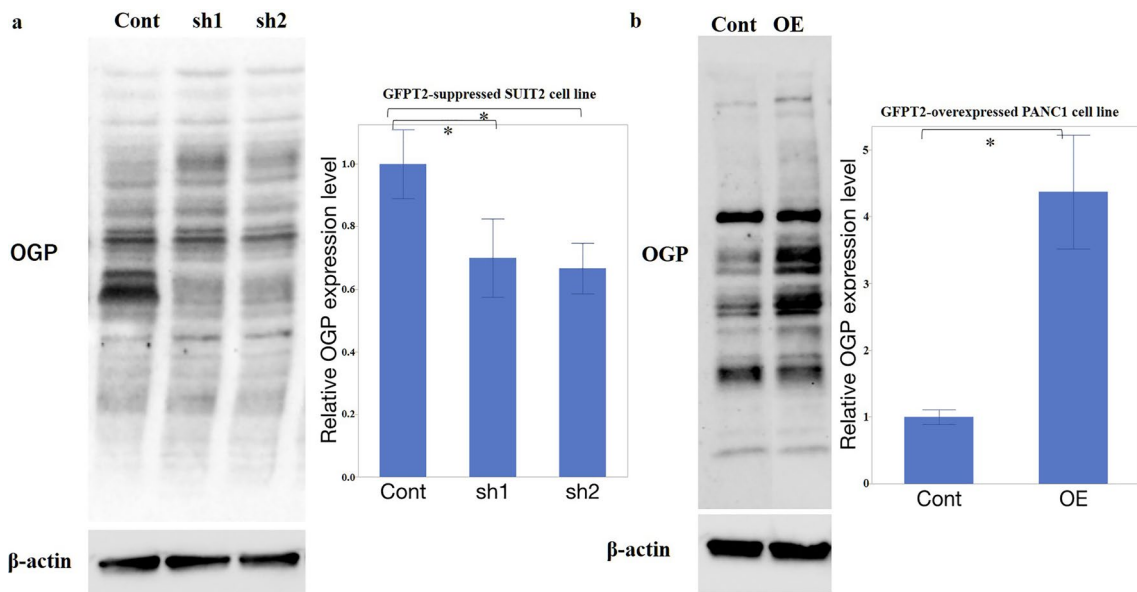 a
Cont sh1 sh2
OGP
β-actin
GFPT2-suppressed SUIT2 cell line
*
*
Relative OGP expression level
1.0
0.8
0.6
0.4
0.2
0.0
Cont sh1 sh2
b
Cont OE
OGP
β-actin
GFPT2-overexpressed PANC1 cell line
*
Relative OGP expression level
5
4
3
2
1
0
Cont OE